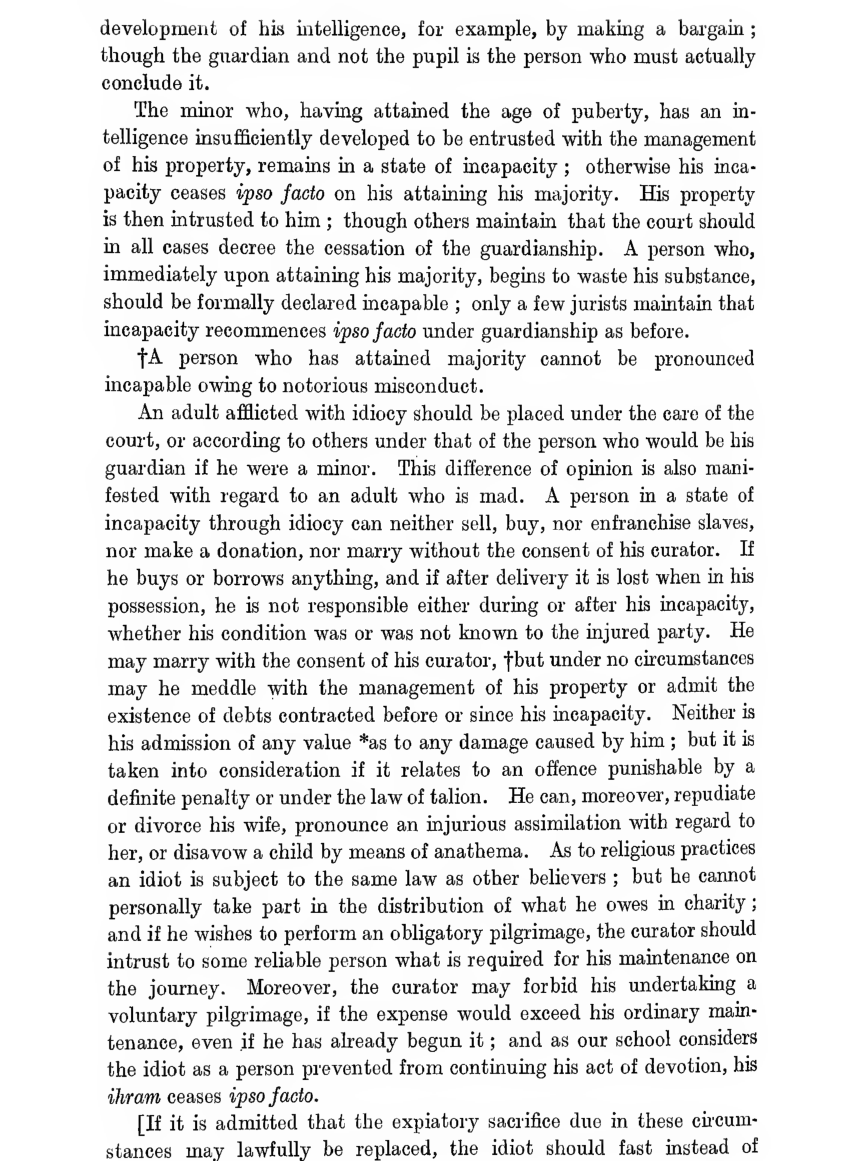 development of his intelligence, for example, by making a bargain ;
though the guardian and not the pupil is the person who must actually
conclude it.
The minor who, having attained the age of puberty, has an in-
telligence insufficiently developed to be entrusted with the management
of his property, remains in a state of incapacity ; otherwise his inca-
pacity ceases ipso facto on his attaining his majority. His property
is then intrusted to him ; though others maintain that the court should
in all cases decree the cessation of the guardianship. A person who,
immediately upon attaining his majority, begins to waste his substance,
should be formally declared incapable ; only a few jurists maintain that
incapacity recommences ipso facto under guardianship as before.
†A person who has attained majority cannot be pronounced
incapable owing to notorious misconduct.
An adult afflicted with idiocy should be placed under the care of the
court, or according to others under that of the person who would be his
guardian if he were a minor. This difference of opinion is also mani-
fested with regard to an adult who is mad. A person in a state of
incapacity through idiocy can neither sell, buy, nor enfranchise slaves,
nor make a donation, nor marry without the consent of his curator. If
he buys or borrows anything, and if after delivery it is lost when in his
possession, he is not responsible either during or after his incapacity,
whether his condition was or was not known to the injured party. He
may marry with the consent of his curator, †but under no circumstances
may he meddle with the management of his property or admit the
existence of debts contracted before or since his incapacity. Neither is
his admission of any value *as to any damage caused by him ; but it is
taken into consideration if it relates to an offence punishable by a
definite penalty or under the law of talion. He can, moreover, repudiate
or divorce his wife, pronounce an injurious assimilation with regard to
her, or disavow a child by means of anathema. As to religious practices
an idiot is subject to the same law as other believers ; but he cannot
personally take part in the distribution of what he owes in charity ;
and if he wishes to perform an obligatory pilgrimage, the curator should
intrust to some reliable person what is required for his maintenance on
the journey. Moreover, the curator may forbid his undertaking a
voluntary pilgrimage, if the expense would exceed his ordinary main-
tenance, even if he has already begun it ; and as our school considers
the idiot as a person prevented from continuing his act of devotion, his
ihram ceases ipso facto.
[If it is admitted that the expiatory sacrifice due in these circum-
stances may lawfully be replaced, the idiot should fast instead of